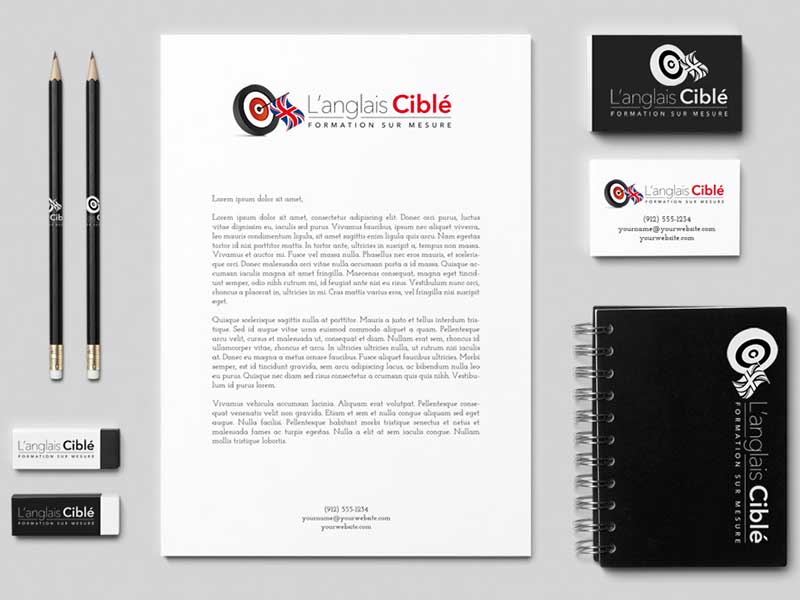 L'anglais Ciblé
FORMATION SUR MESURE
Lorem ipsum dolor sit amet,
Lorem ipsum dolor sit amet, consectetur adipiscing elit. Donec orci purus, luctus
vitae dignissim eu, iaculis sed purus. Vivamus faucibus, ipsum nec aliquet viverra,
leo mauris condimentum ligula, sit amet sagittis enim ligula quis arcu. Nam egestas
tortor id nisi porttitor mattis. In tortor ante, ultricies in suscipit a, tempus non massa.
Vivamus et auctor mi. Fusce vel massa nulla. Phasellus nec eros mauris, et sceleris-
que orci. Donec malesuada orci vitae nulla accumsan porta a id massa. Quisque ac-
cumsan iaculis magna sit amet fringilla. Maecenas consequat, magna eget tincid-
unt semper, odio nibh pretium mi, id feugiat ante nisi eu risus. Vestibulum nunc orci,
rhoncus a placerat in, ultricies in mi. Cras mattis varius eros, vel fringilla nisi suscipit
eget.
Quisque scelerisque sagittis nulla at porttitor. Mauris a justo et tellus interdum tris-
tique. Sed id augue vitae urna euismod commodo aliquet a quam. Pellentesque
arcu velit, cursus et malesuada ut, consequat et diam. Nullam erat sem, rhoncus et
ullamcorper vitae, rhoncus et arcu. In ultricies ultricies nulla, ut rutrum nisi iaculis
at. Donec eu magna a metus ornare faucibus. Fusce aliquet faucibus ultricies. Morbi
semper, est id tincidunt gravida, sem arcu adipiscing lacus, ac bibendum nulla leo
eu purus. Quisque nec diam sed risus consectetur a ccumsan quis quis nibh. Vestibu-
lum id purus lorem.
Vivamus vehicula accumsan lacinia. Aliquam erat volutpat. Pellentesque conse-
quat venenatis velit non gravida. Etiam et sem et nulla congue aliquam sed eget
augue. Nulla facilisi. Pellentesque habitant morbi tristique senectus et netus et
malesuada fames ac turpis egestas. Nulla a elit at sem iaculis congue. Nullam
mollis tristique lobortis.
(912) 555-1234
yourname@yourwebsite.com
yourwebsite.com
L'anglais Ciblé
FORMATION SUR MESURE
L'anglais Ciblé
FORMATION SUR MESURE
(912) 555-1234
yourname@yourwebsite.com
yourwebsite.com
L'anglais Ciblé
FORMATION SUR MESURE
L'anglais Ciblé
FORMATION SUR MESURE
L'anglais Ciblé
FORMATION SUR MESURE